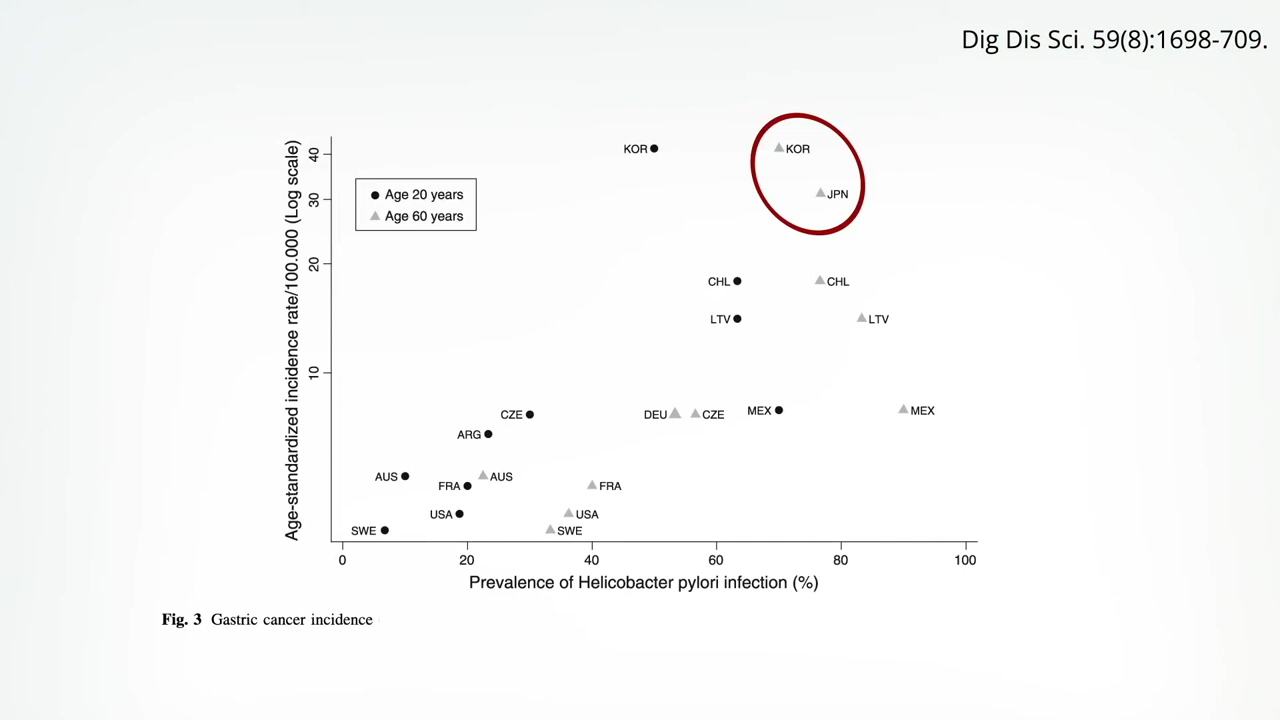 Dig Dis Sci. 59(8):1698-709.
Age-standardized incidence rate/100.000 (Log scale)
40
30
20
10
Age 20 years
Age 60 years
KOR
KOR
JPN
CHL
CHL
LTV
LTV
CZE
DEU
CZE
MEX
MEX
ARG
AUS
AUS
FRA
FRA
USA
USA
SWE
SWE
0 20 40 60 80 100
Prevalence of Helicobacter pylori infection (%)
Fig. 3 Gastric cancer incidence